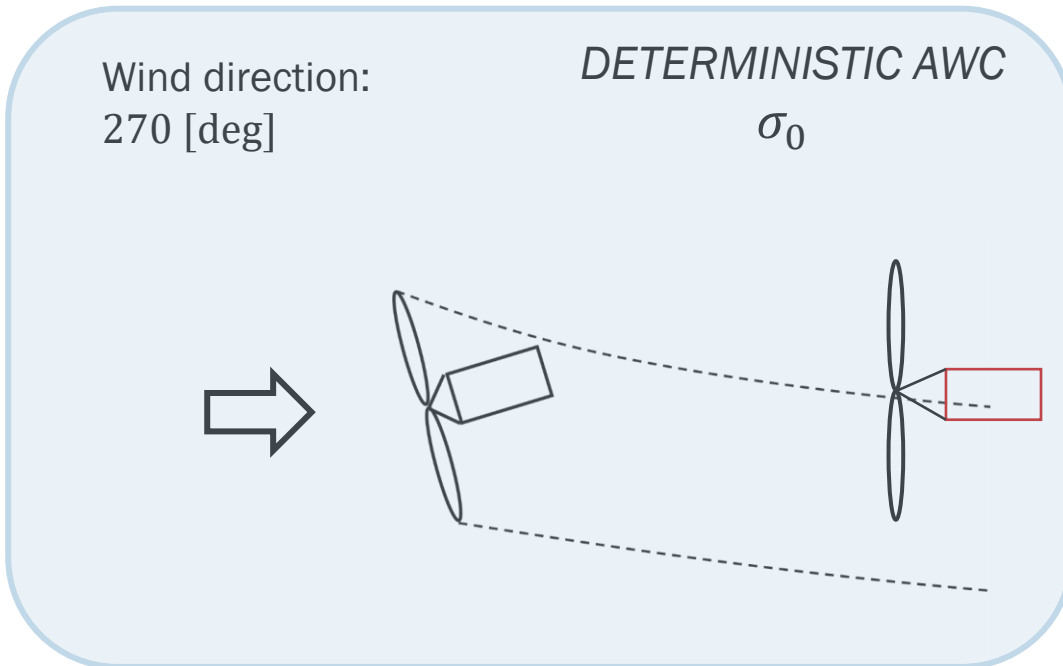 Wind direction:
270 [deg]
DETERMINISTIC AWC
σ₀